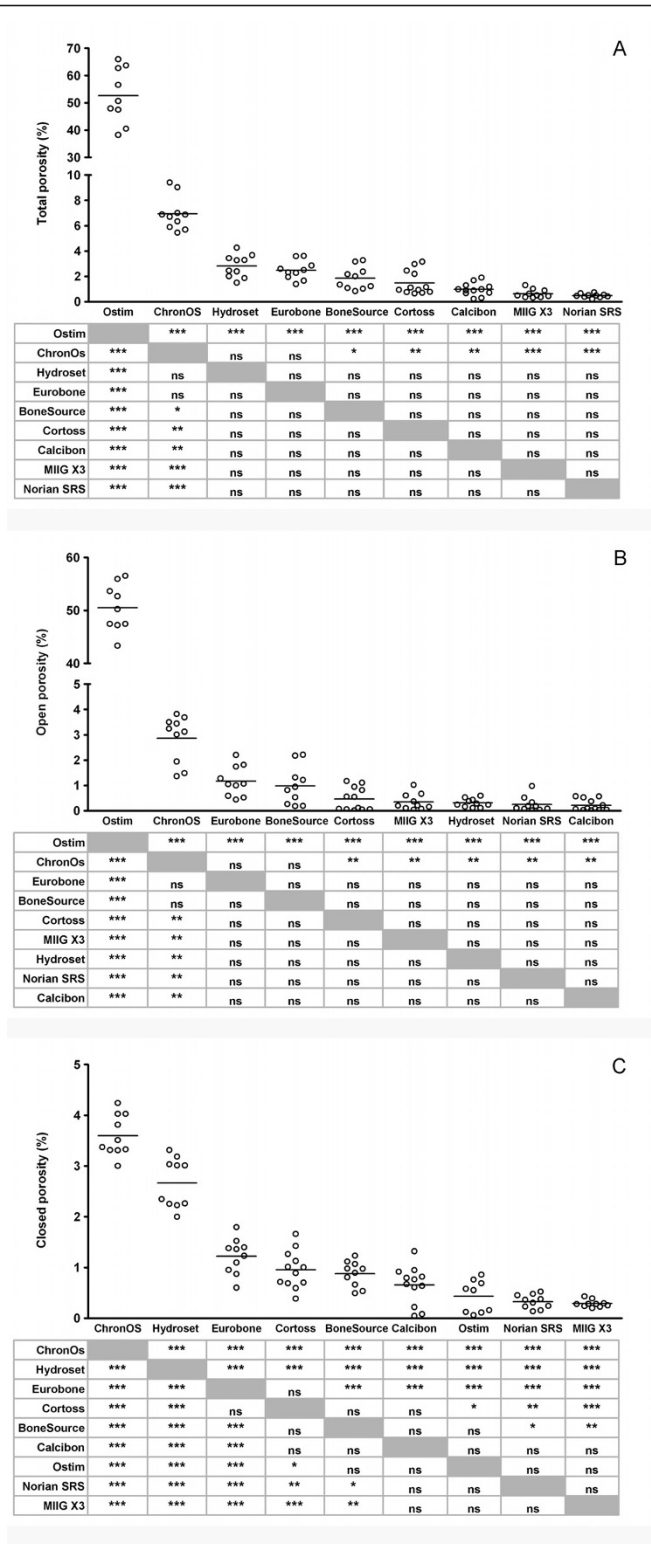 A
Total porosity (%)
70
60
50
40
30
10
8
6
4
2
0
Ostim ChronOS Hydroset Eurobone BoneSource Cortoss Calcibon MIIG X3 Norian SRS
Ostim *** *** *** *** *** *** *** ***
ChronOs *** ns ns * ** ** *** ***
Hydroset *** ns ns ns ns ns ns ns
Eurobone *** ns ns ns ns ns ns ns
BoneSource *** * ns ns ns ns ns ns
Cortoss *** ** ns ns ns ns ns ns
Calcibon *** ** ns ns ns ns ns ns
MIIG X3 *** *** ns ns ns ns ns ns
Norian SRS *** *** ns ns ns ns ns ns
B
Open porosity (%)
60
50
40
5
4
3
2
1
0
Ostim ChronOS Eurobone BoneSource Cortoss MIIG X3 Hydroset Norian SRS Calcibon
Ostim *** *** *** *** *** *** *** ***
ChronOs *** ns ns ** ** ** ** **
Eurobone *** ns ns ns ns ns ns ns
BoneSource *** ns ns ns ns ns ns ns
Cortoss *** ** ns ns ns ns ns ns
MIIG X3 *** ** ns ns ns ns ns ns
Hydroset *** ** ns ns ns ns ns ns
Norian SRS *** ** ns ns ns ns ns ns
Calcibon *** ** ns ns ns ns ns ns
C
Closed porosity (%)
5
4
3
2
1
0
ChronOS Hydroset Eurobone Cortoss BoneSource Calcibon Ostim Norian SRS MIIG X3
ChronOs *** *** *** *** *** *** *** ***
Hydroset *** *** *** *** *** *** *** ***
Eurobone *** *** ns *** *** *** *** ***
Cortoss *** *** ns ns ns * ** ***
BoneSource *** *** *** ns ns ns * **
Calcibon *** *** *** ns ns ns ns ns
Ostim *** *** *** * ns ns ns ns
Norian SRS *** *** *** ** * ns ns ns
MIIG X3 *** *** *** *** ** ns ns ns